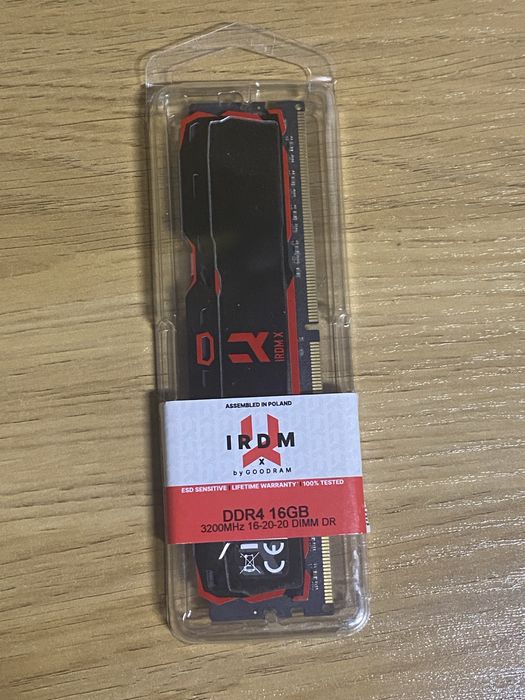 IRDM X
ASSEMBLED IN POLAND
IRDM
X
by GOODRAM
ESD SENSITIVE | LIFETIME WARRANTY* | 100% TESTED
DDR4 16GB
3200MHz 16-20-20 DIMM DR
CE